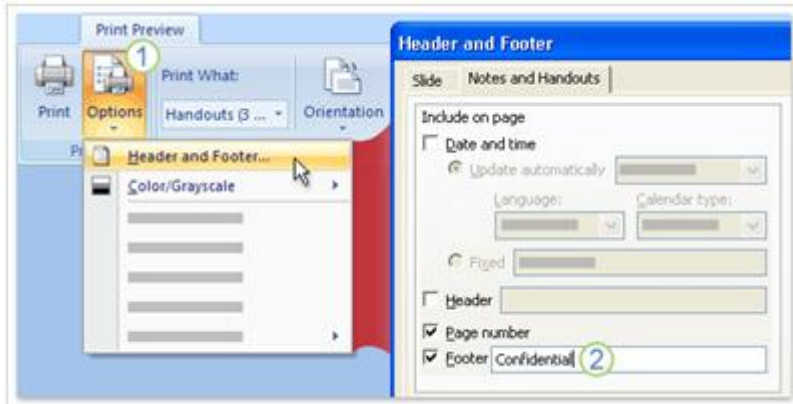 Print Preview
1
Print
Options
Print What:
Handouts (3 ...
Orientation
Header and Footer...
Color/Grayscale
Header and Footer
Slide
Notes and Handouts
Include on page
Date and time
Update automatically
Language:
Calendar type:
Fixed
Header
Page number
Footer Confidential 2